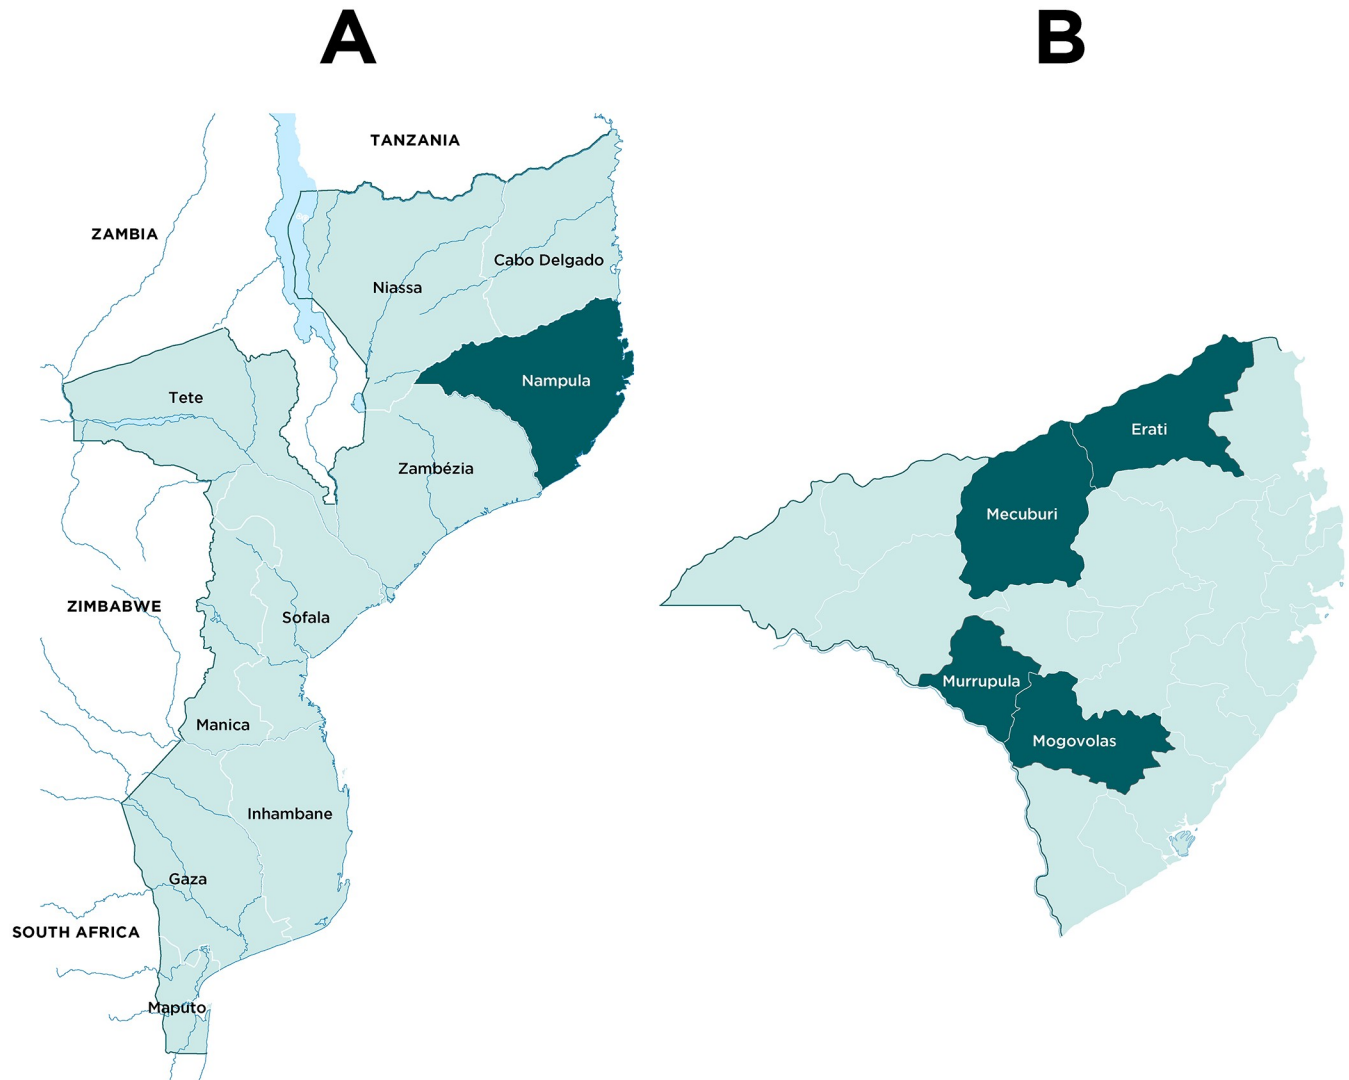 A
B
TANZANIA
ZAMBIA
Cabo Delgado
Niassa
Nampula
Tete
Zambézia
ZIMBABWE
Sofala
Manica
Inhambane
Gaza
SOUTH AFRICA
Maputo
Erati
Mecuburi
Murrupula
Mogovolas